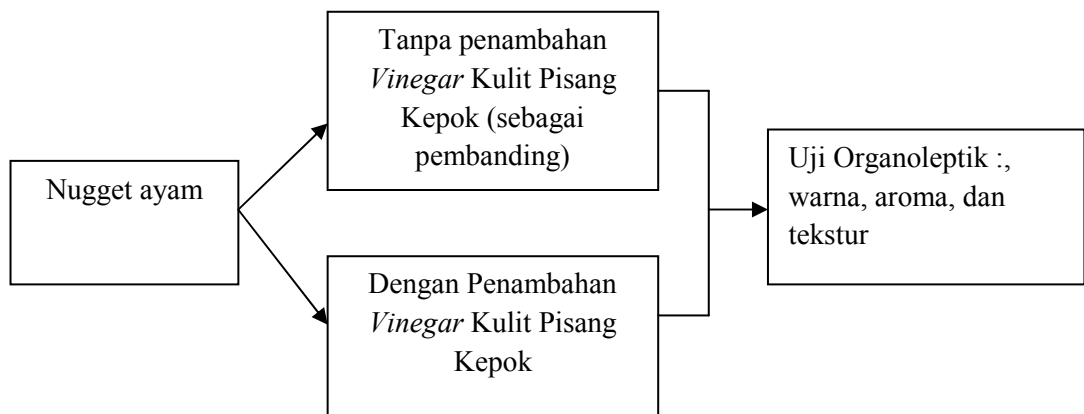 Nugget ayam
Tanpa penambahan
Vinegar Kulit Pisang
Kepok (sebagai
pembanding)
Dengan Penambahan
Vinegar Kulit Pisang
Kepok
Uji Organoleptik :,
warna, aroma, dan
tekstur